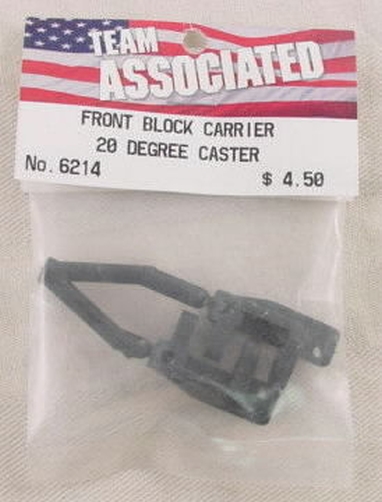 TEAM
ASSOCIATED
FRONT BLOCK CARRIER
20 DEGREE CASTER
No. 6214
$ 4.50